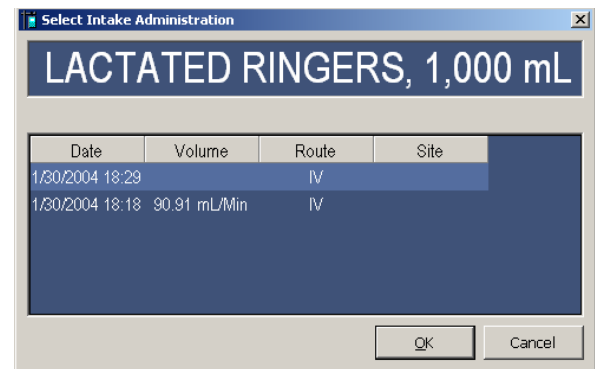 Select Intake Administration
LACTATED RINGERS, 1,000 mL
Date Volume Route Site
1/30/2004 18:29 IV
1/30/2004 18:18 90.91 mL/Min IV
OK Cancel